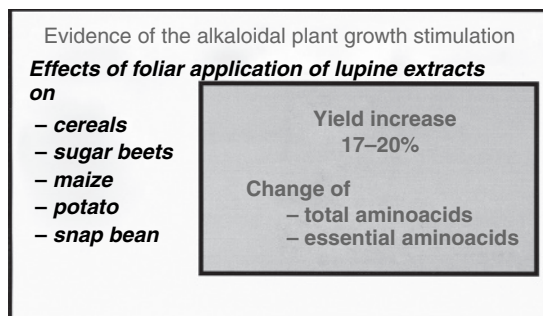 Evidence of the alkaloidal plant growth stimulation
Effects of foliar application of lupine extracts
on
– cereals
– sugar beets
– maize
– potato
– snap bean
Yield increase
17–20%
Change of
– total aminoacids
– essential aminoacids